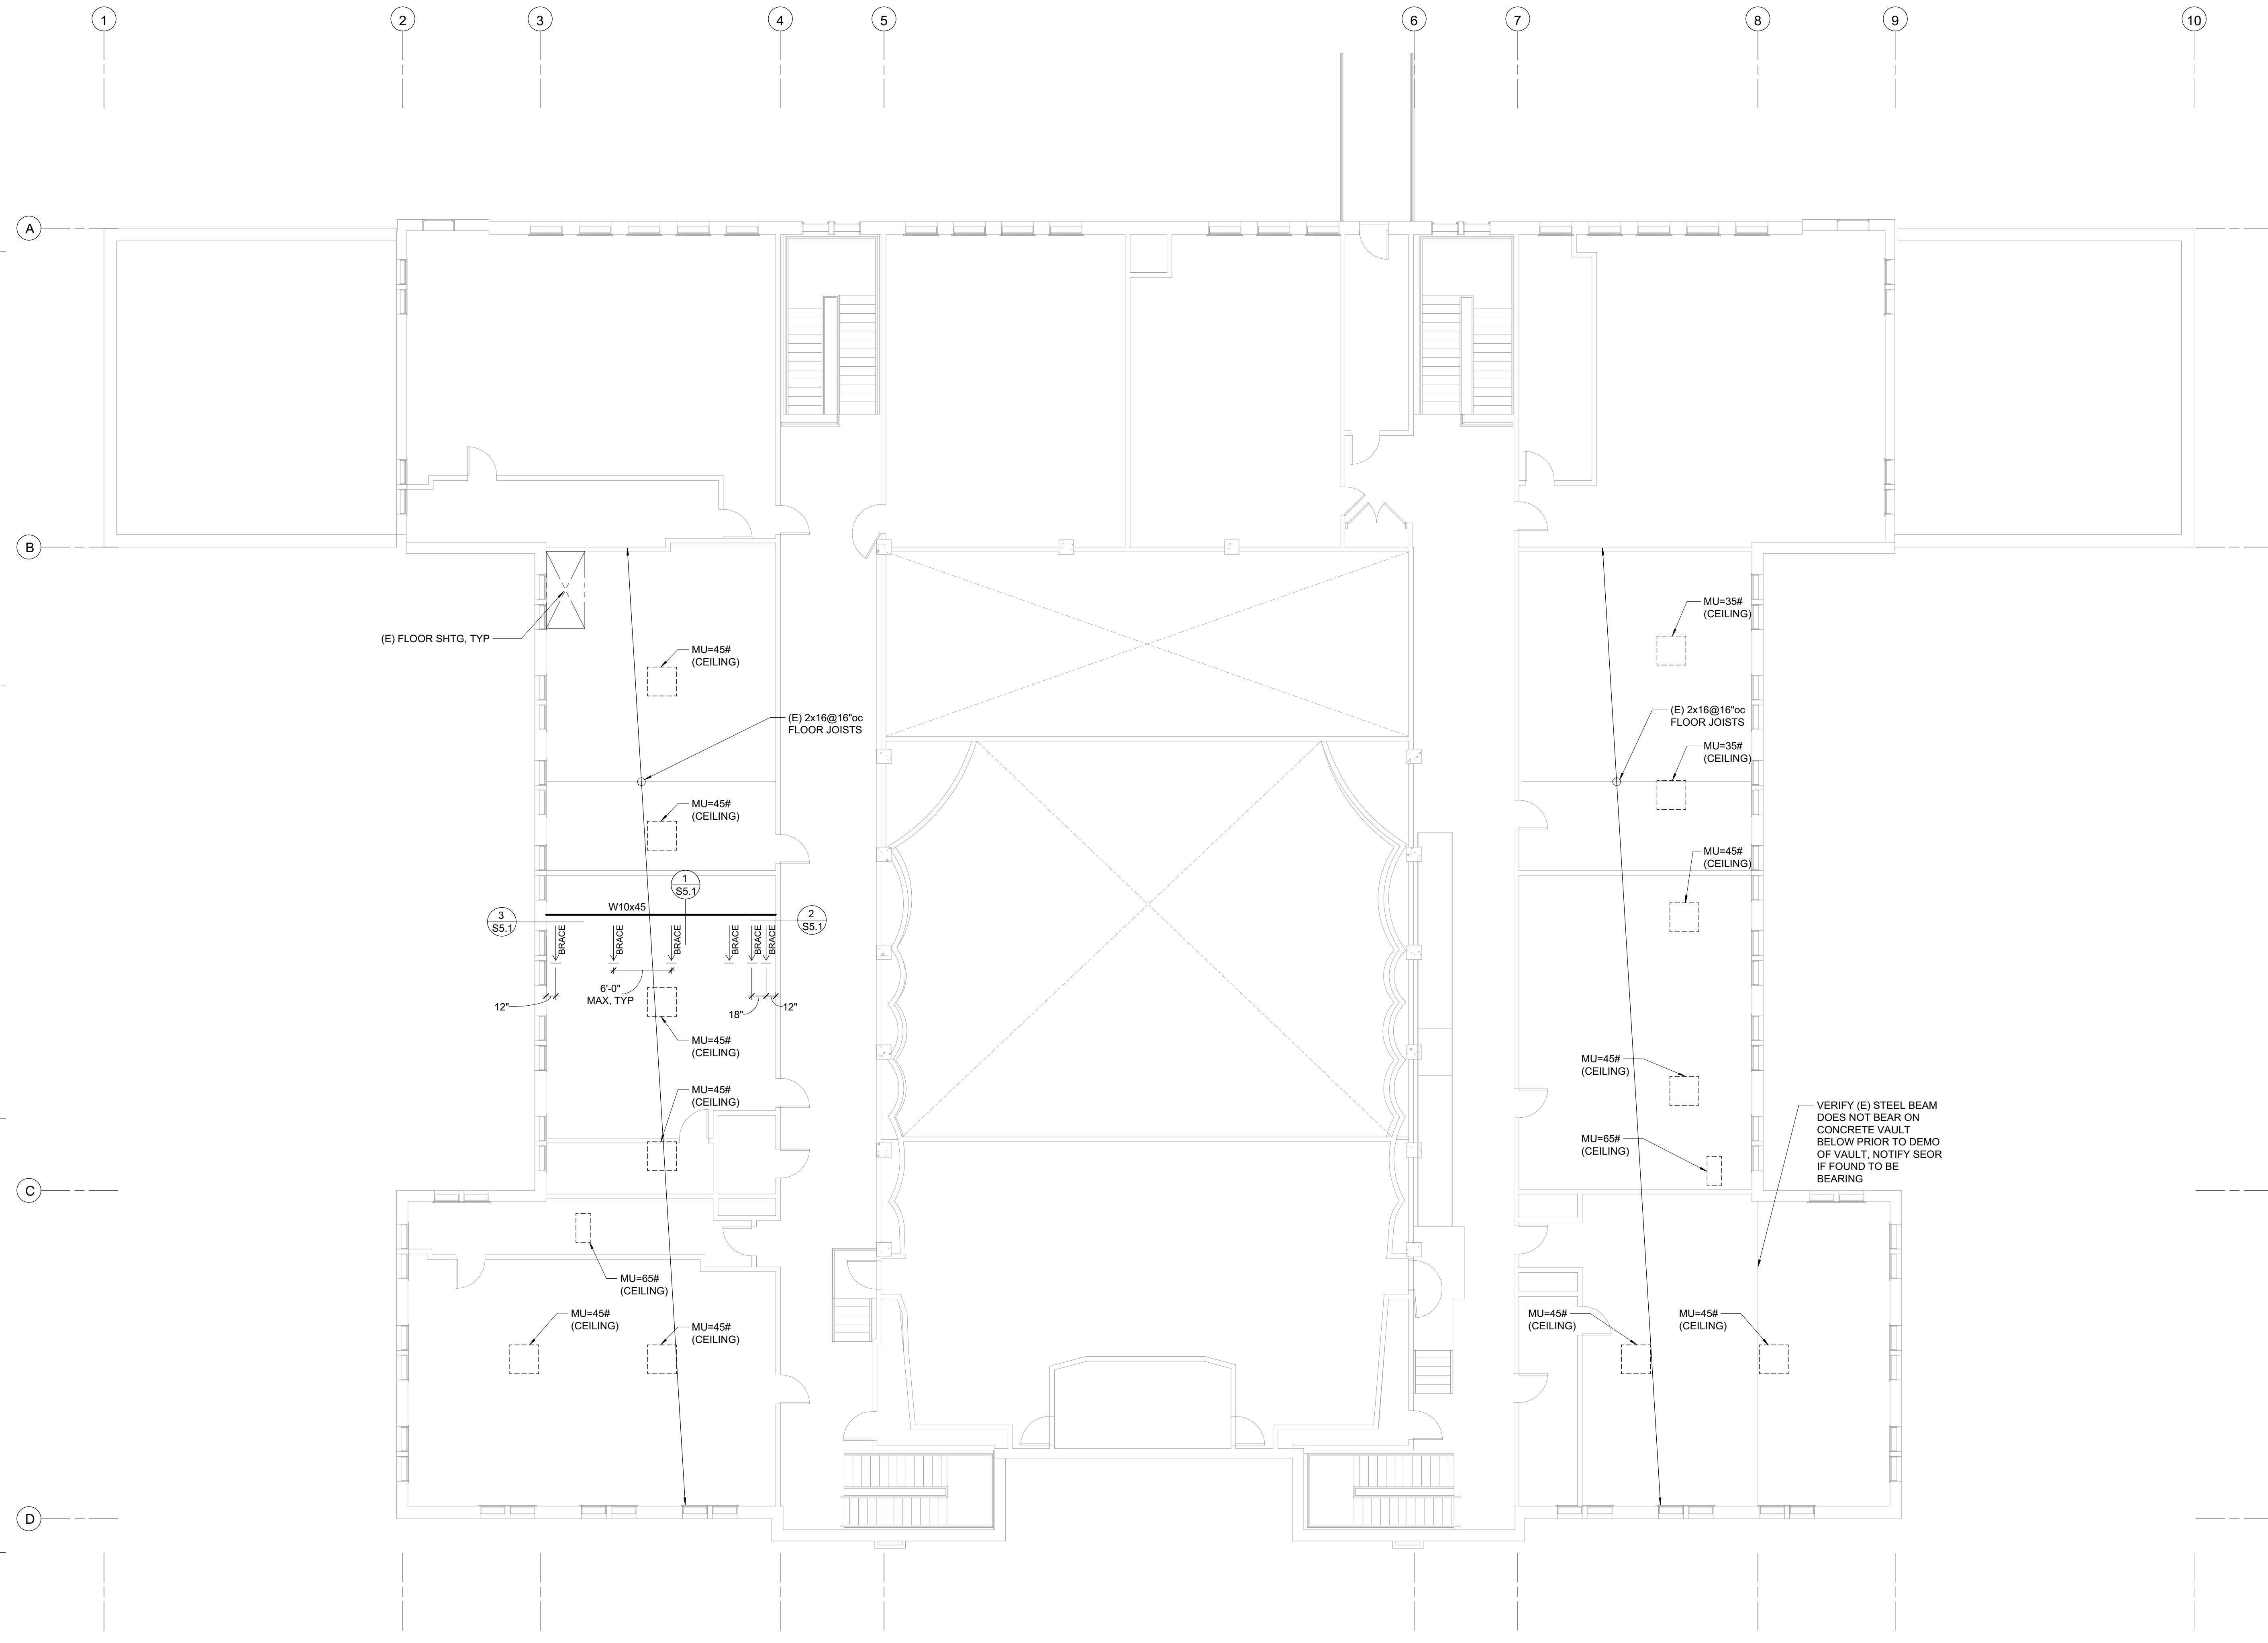 1
2
3
4
5
6
7
8
9
10
A
B
C
D
(E) FLOOR SHTG, TYP
MU=45#
(CEILING)
(E) 2x16@16"oc
FLOOR JOISTS
MU=45#
(CEILING)
1
S5.1
W10x45
3
S5.1
2
S5.1
BRACE
BRACE
BRACE
BRACE
BRACE
BRACE
6'-0"
MAX, TYP
12"
18"
12"
MU=45#
(CEILING)
MU=45#
(CEILING)
MU=65#
(CEILING)
MU=45#
(CEILING)
MU=45#
(CEILING)
MU=35#
(CEILING)
(E) 2x16@16"oc
FLOOR JOISTS
MU=35#
(CEILING)
MU=45#
(CEILING)
MU=45#
(CEILING)
MU=65#
(CEILING)
VERIFY (E) STEEL BEAM
DOES NOT BEAR ON
CONCRETE VAULT
BELOW PRIOR TO DEMO
OF VAULT, NOTIFY SEOR
IF FOUND TO BE
BEARING
MU=45#
(CEILING)
MU=45#
(CEILING)